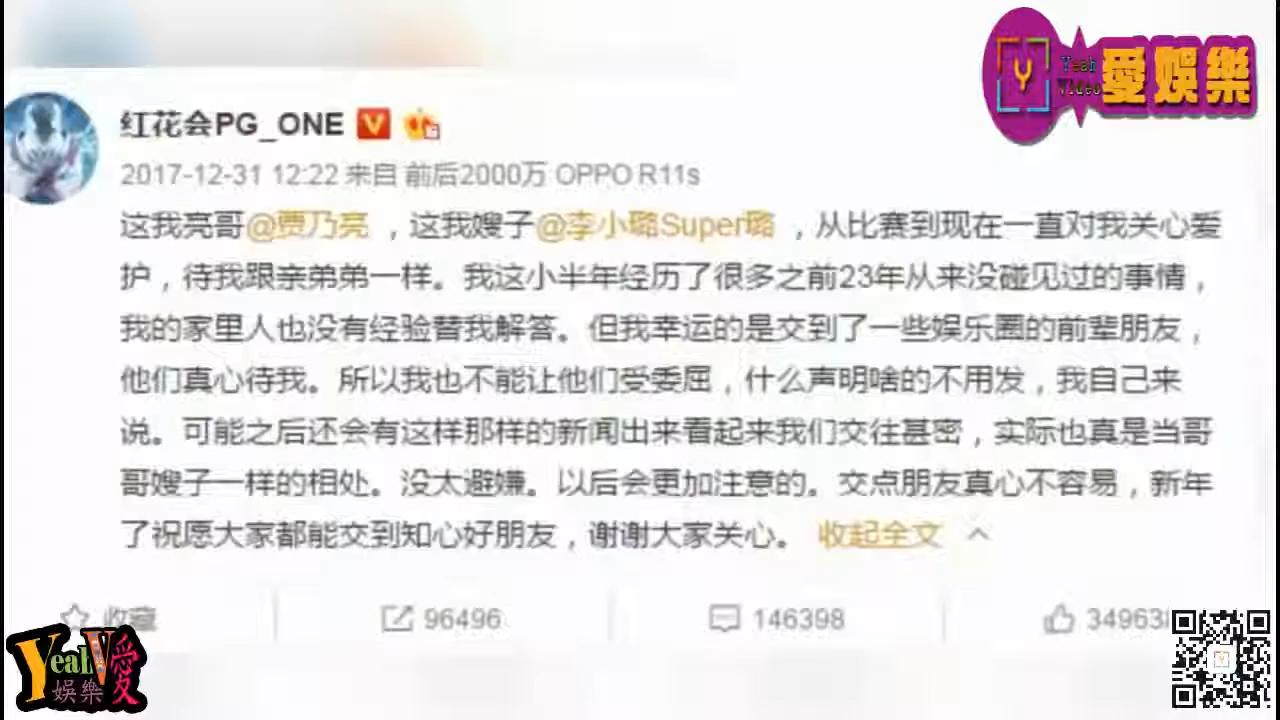 Yeah
Video
愛娛樂
红花会PG_ONE
2017-12-31 12:22 来自 前后2000万 OPPO R11s
这我亮哥@贾乃亮 ，这我嫂子@李小璐Super璐 ，从比赛到现在一直对我关心爱
护，待我跟亲弟弟一样。我这小半年经历了很多之前23年从来没碰见过的事情，
我的家里人也没有经验替我解答。但我幸运的是交到了一些娱乐圈的前辈朋友，
他们真心待我。所以我也不能让他们受委屈，什么声明啥的不用发，我自己来
说。可能之后还会有这样那样的新闻出来看起来我们交往甚密，实际也真是当哥
哥嫂子一样的相处。没太避嫌。以后会更加注意的。交点朋友真心不容易，新年
了祝愿大家都能交到知心好朋友，谢谢大家关心。 收起全文
收藏 96496 146398
YeahV愛
娛樂